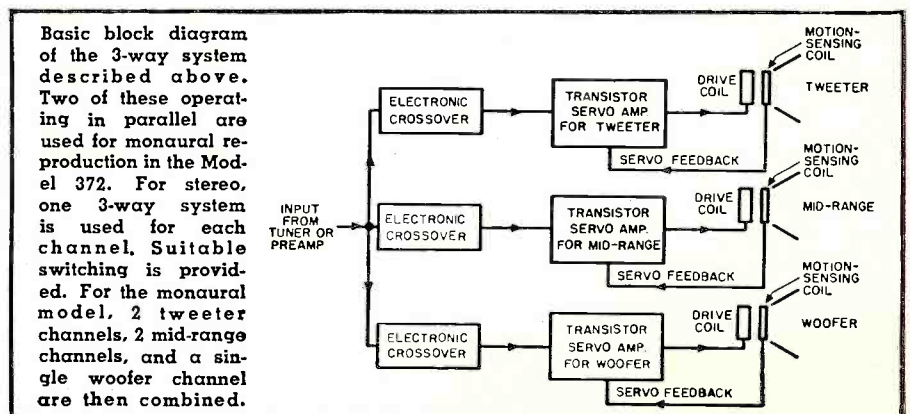 Basic block diagram
of the 3-way system
described above.
Two of these operat-
ing in parallel are
used for monaural re-
production in the Mod-
el 372. For stereo,
one 3-way system
is used for each
channel. Suitable
switching is provid-
ed. For the monaural
model, 2 tweeter
channels, 2 mid-range
channels, and a sin-
gle woofer channel
are then combined.
INPUT
FROM
TUNER OR
PREAMP
ELECTRONIC
CROSSOVER
TRANSISTOR
SERVO AMP.
FOR TWEETER
DRIVE
COIL
MOTION-
SENSING
COIL
TWEETER
SERVO FEEDBACK
ELECTRONIC
CROSSOVER
TRANSISTOR
SERVO AMP.
FOR MID-RANGE
DRIVE
COIL
MOTION-
SENSING
COIL
MID-RANGE
SERVO FEEDBACK
ELECTRONIC
CROSSOVER
TRANSISTOR
SERVO AMP.
FOR WOOFER
DRIVE
COIL
MOTION-
SENSING
COIL
WOOFER
SERVO FEEDBACK